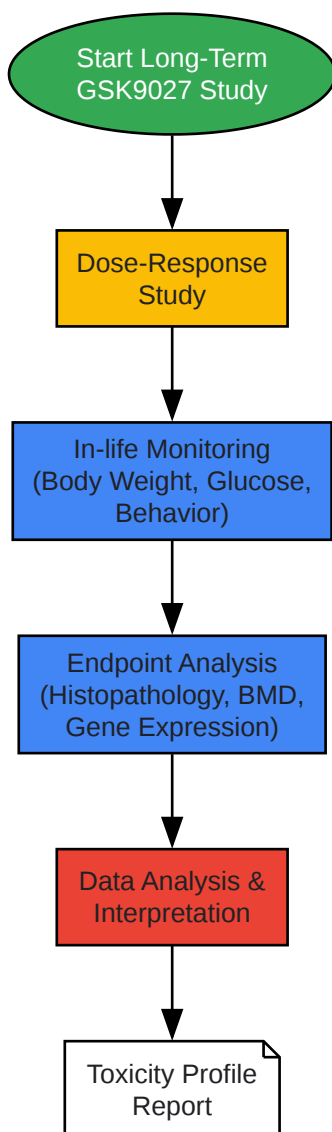 Start Long-Term
GSK9027 Study
Dose-Response
Study
In-life Monitoring
(Body Weight, Glucose,
Behavior)
Endpoint Analysis
(Histopathology, BMD,
Gene Expression)
Data Analysis &
Interpretation
Toxicity Profile
Report